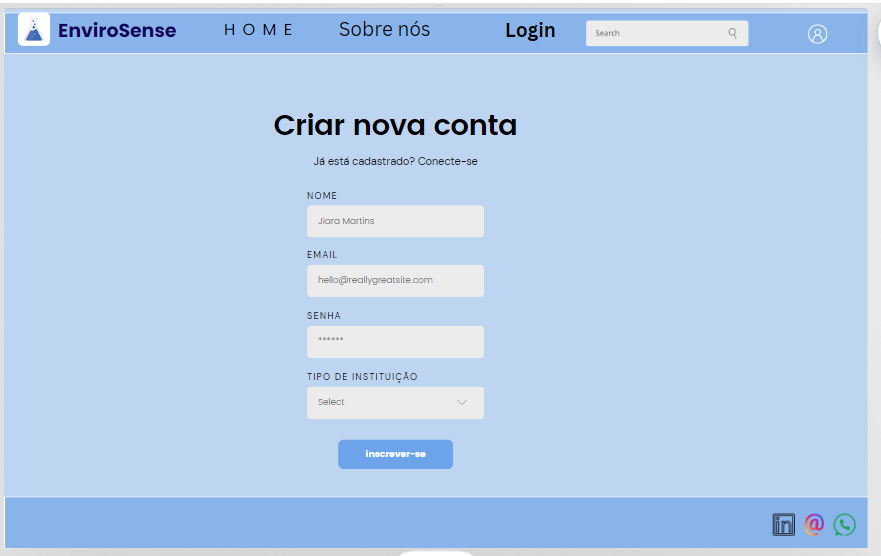 EnviroSense
HOME
Sobre nós
Login
Search
Criar nova conta
Já está cadastrado? Conecte-se
NOME
Jiara Martins
EMAIL
hello@reallygreatsite.com
SENHA
******
TIPO DE INSTITUIÇÃO
Select
inscrever-se
in
@